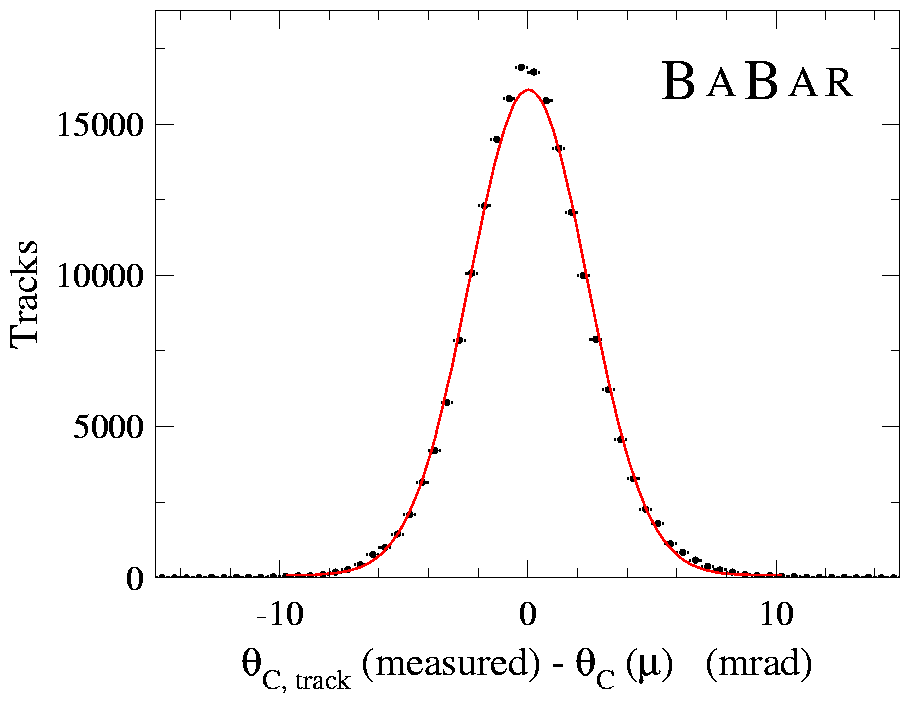 BABAR
15000
10000
5000
0
Tracks
-10 0 10
θC, track (measured) - θC (μ) (mrad)